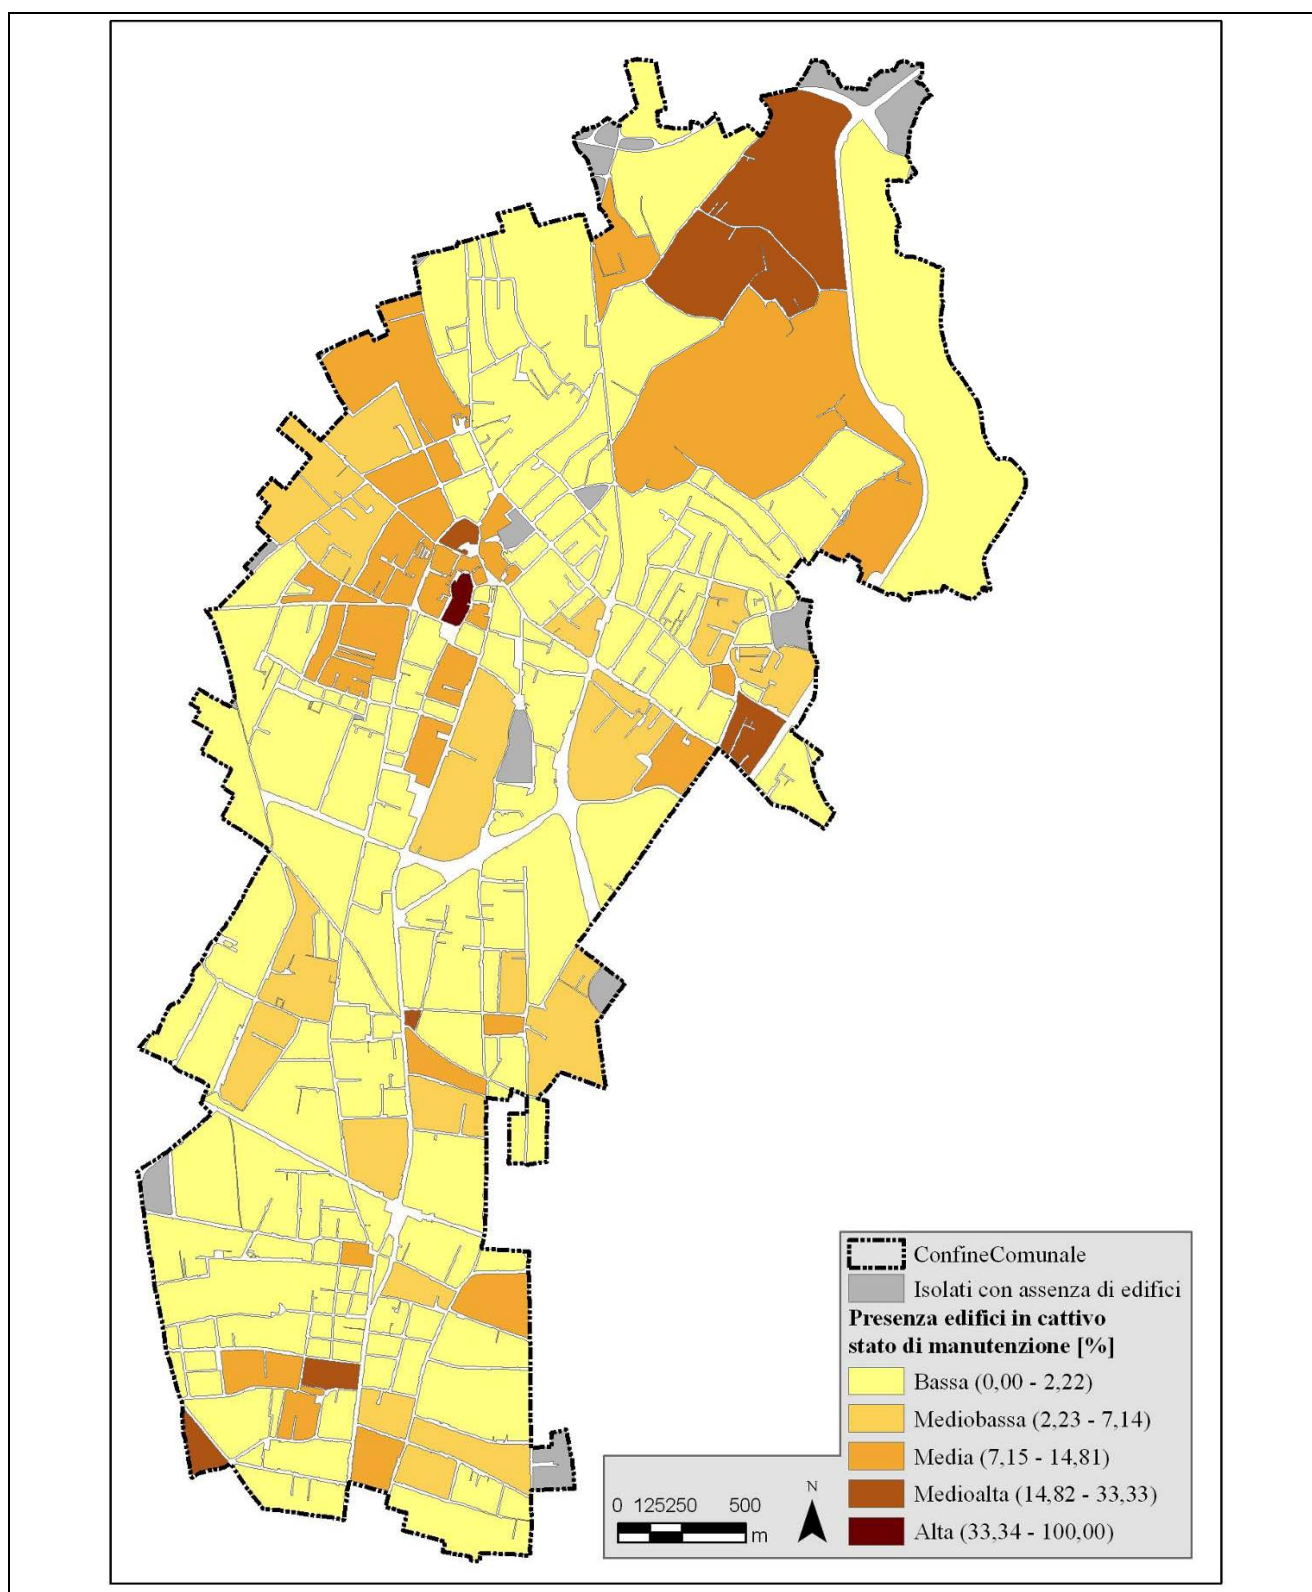 ConfineComunale
Isolati con assenza di edifici
Presenza edifici in cattivo
stato di manutenzione [%]
Bassa (0,00 - 2,22)
Mediobassa (2,23 - 7,14)
Media (7,15 - 14,81)
Medioalta (14,82 - 33,33)
Alta (33,34 - 100,00)
0 125250 500
m
N